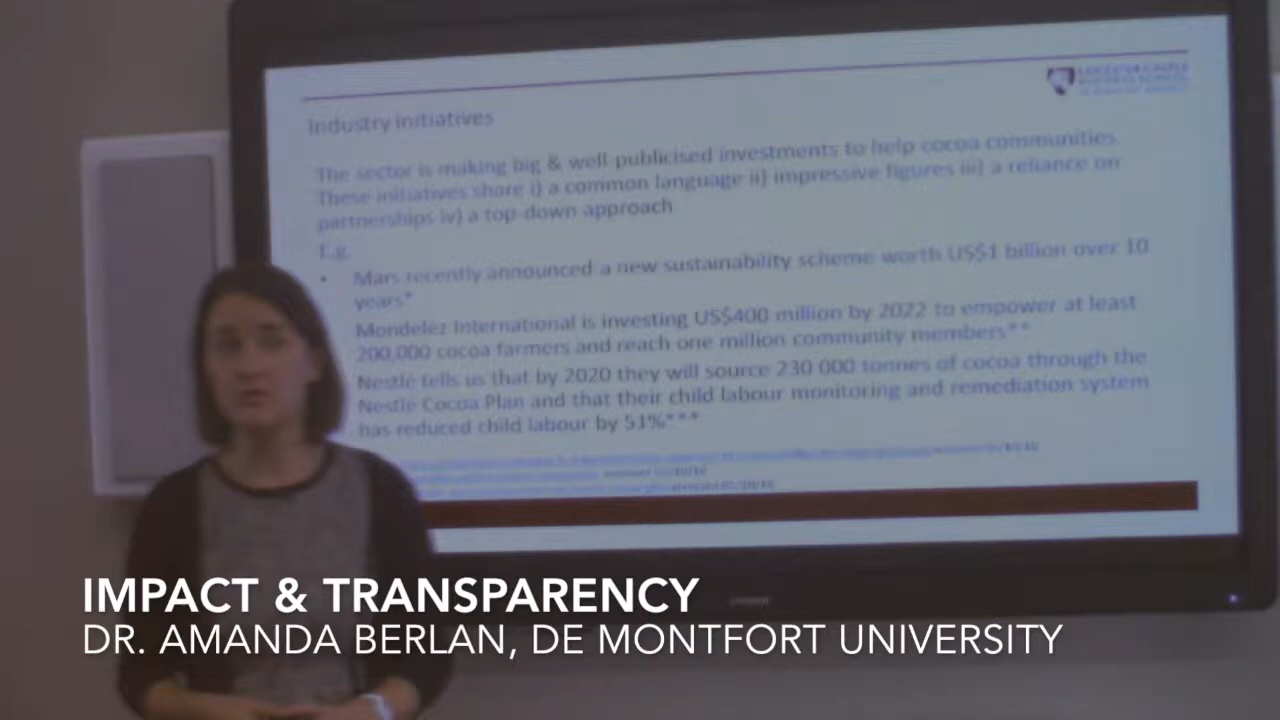 Industry initiatives
The sector is making big & well-publicised investments to help cocoa communities.
These initiatives share i) a common language ii) impressive figures iii) a reliance on
partnerships iv) a top-down approach
E.g.
• Mars recently announced a new sustainability scheme worth US$1 billion over 10
years*
Mondelez International is investing US$400 million by 2022 to empower at least
200,000 cocoa farmers and reach one million community members**
Nestlé tells us that by 2020 they will source 230 000 tonnes of cocoa through the
Nestlé Cocoa Plan and that their child labour monitoring and remediation system
has reduced child labour by 51%***
IMPACT & TRANSPARENCY
DR. AMANDA BERLAN, DE MONTFORT UNIVERSITY